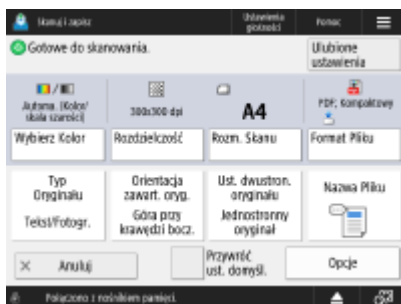 Skanuj i zapisz
Ustawienia
gęstości
Pomoc
Gotowe do skanowania.
Ulubione
ustawienia
Automa. (Kolor/
skala szarości)
300x300 dpi
A4
PDF; Kompaktowy
Wybierz Kolor
Rozdzielczość
Rozm. Skanu
Format Pliku
Typ
Oryginału
Tekst/Fotogr.
Orientacja
zawart. oryg.
Góra przy
krawędzi bocz.
Ust. dwustron.
oryginału
Jednostronny
oryginał
Nazwa Pliku
Anuluj
Przywróć
ust. domyśl.
Opcje
Połączono z nośnikiem pamięci.